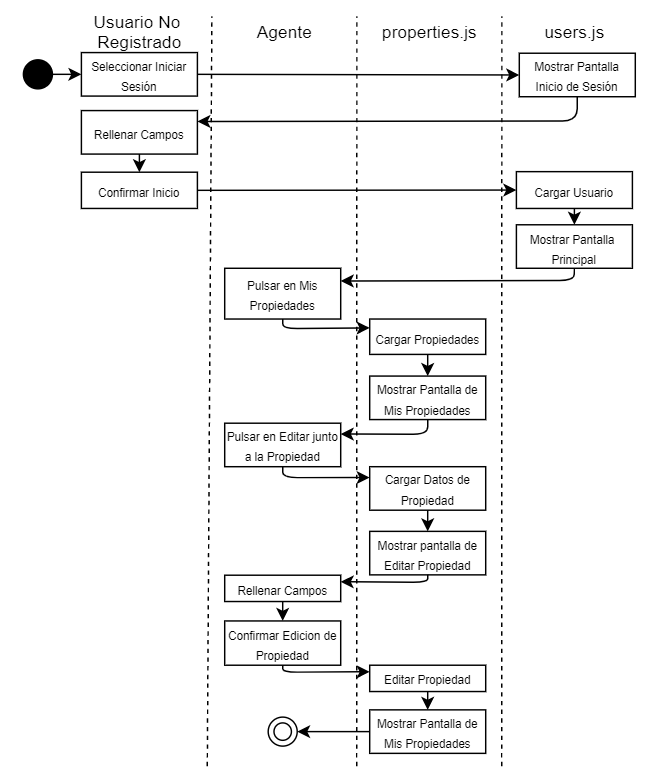 Usuario No
Registrado
Agente
properties.js
users.js
Seleccionar Iniciar
Sesión
Mostrar Pantalla
Inicio de Sesión
Rellenar Campos
Confirmar Inicio
Cargar Usuario
Mostrar Pantalla
Principal
Pulsar en Mis
Propiedades
Cargar Propiedades
Mostrar Pantalla de
Mis Propiedades
Pulsar en Editar junto
a la Propiedad
Cargar Datos de
Propiedad
Mostrar pantalla de
Editar Propiedad
Rellenar Campos
Confirmar Edicion de
Propiedad
Editar Propiedad
Mostrar Pantalla de
Mis Propiedades